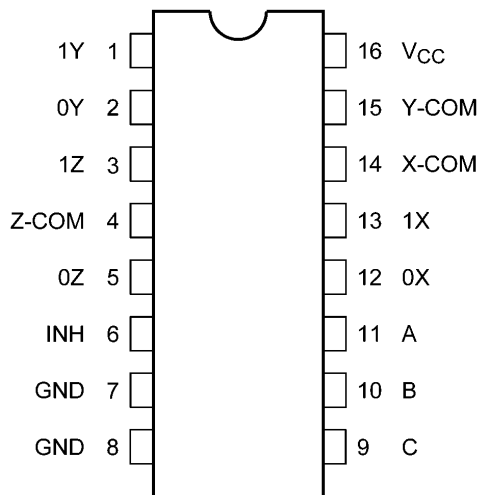 1Y 1 16 VCC
0Y 2 15 Y-COM
1Z 3 14 X-COM
Z-COM 4 13 1X
0Z 5 12 0X
INH 6 11 A
GND 7 10 B
GND 8 9 C